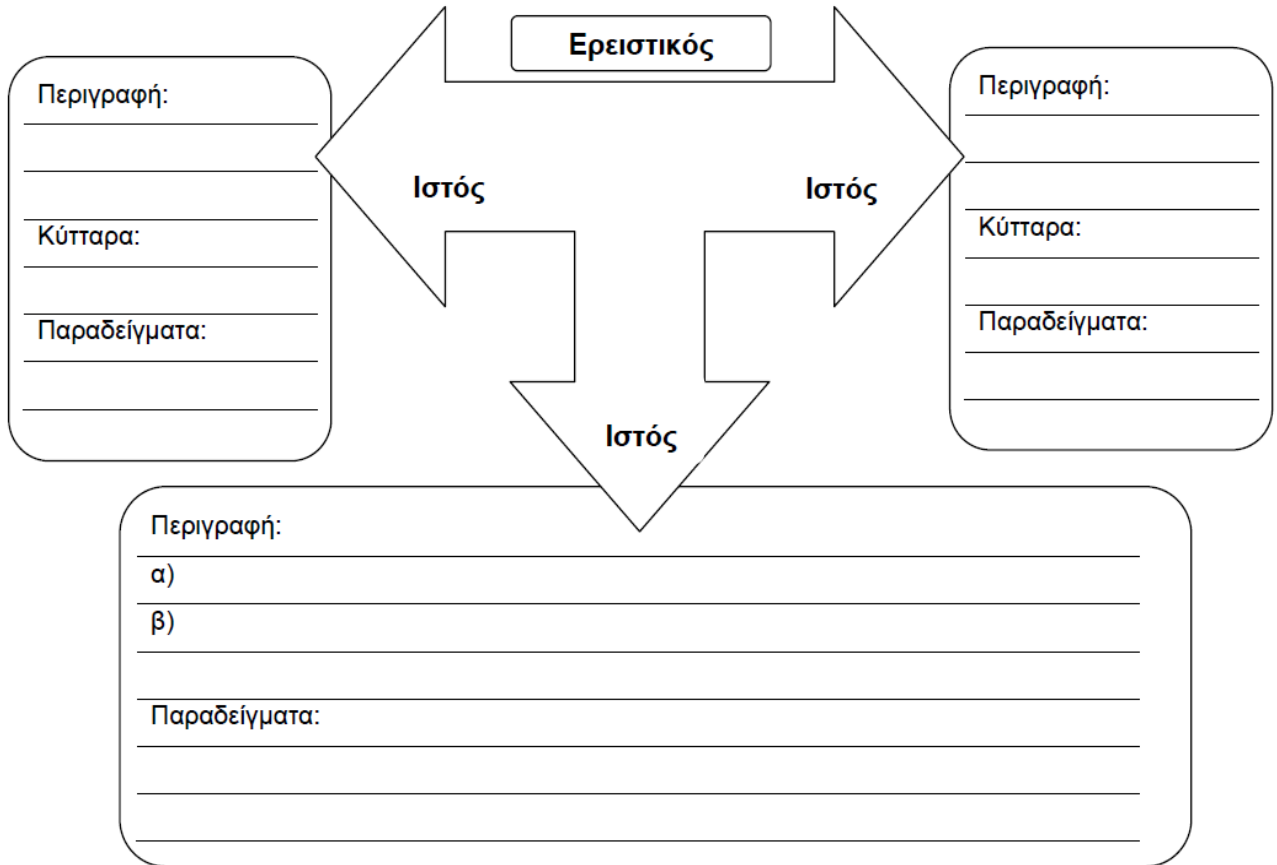 Ερειστικός
Περιγραφή:
Κύτταρα:
Παραδείγματα:
Ιστός
Ιστός
Περιγραφή:
Κύτταρα:
Παραδείγματα:
Ιστός
Περιγραφή:
α)
β)
Παραδείγματα: